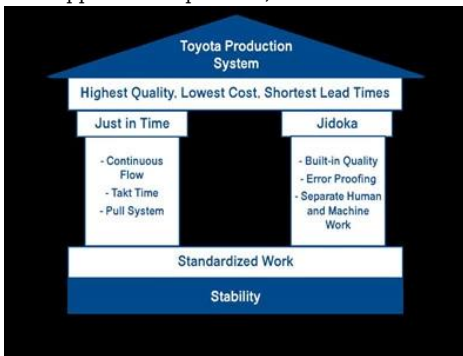 Toyota Production
System
Highest Quality, Lowest Cost, Shortest Lead Times
Just in Time
- Continuous
Flow
- Takt Time
- Pull System
Jidoka
- Built-in Quality
- Error Proofing
- Separate Human
and Machine
Work
Standardized Work
Stability